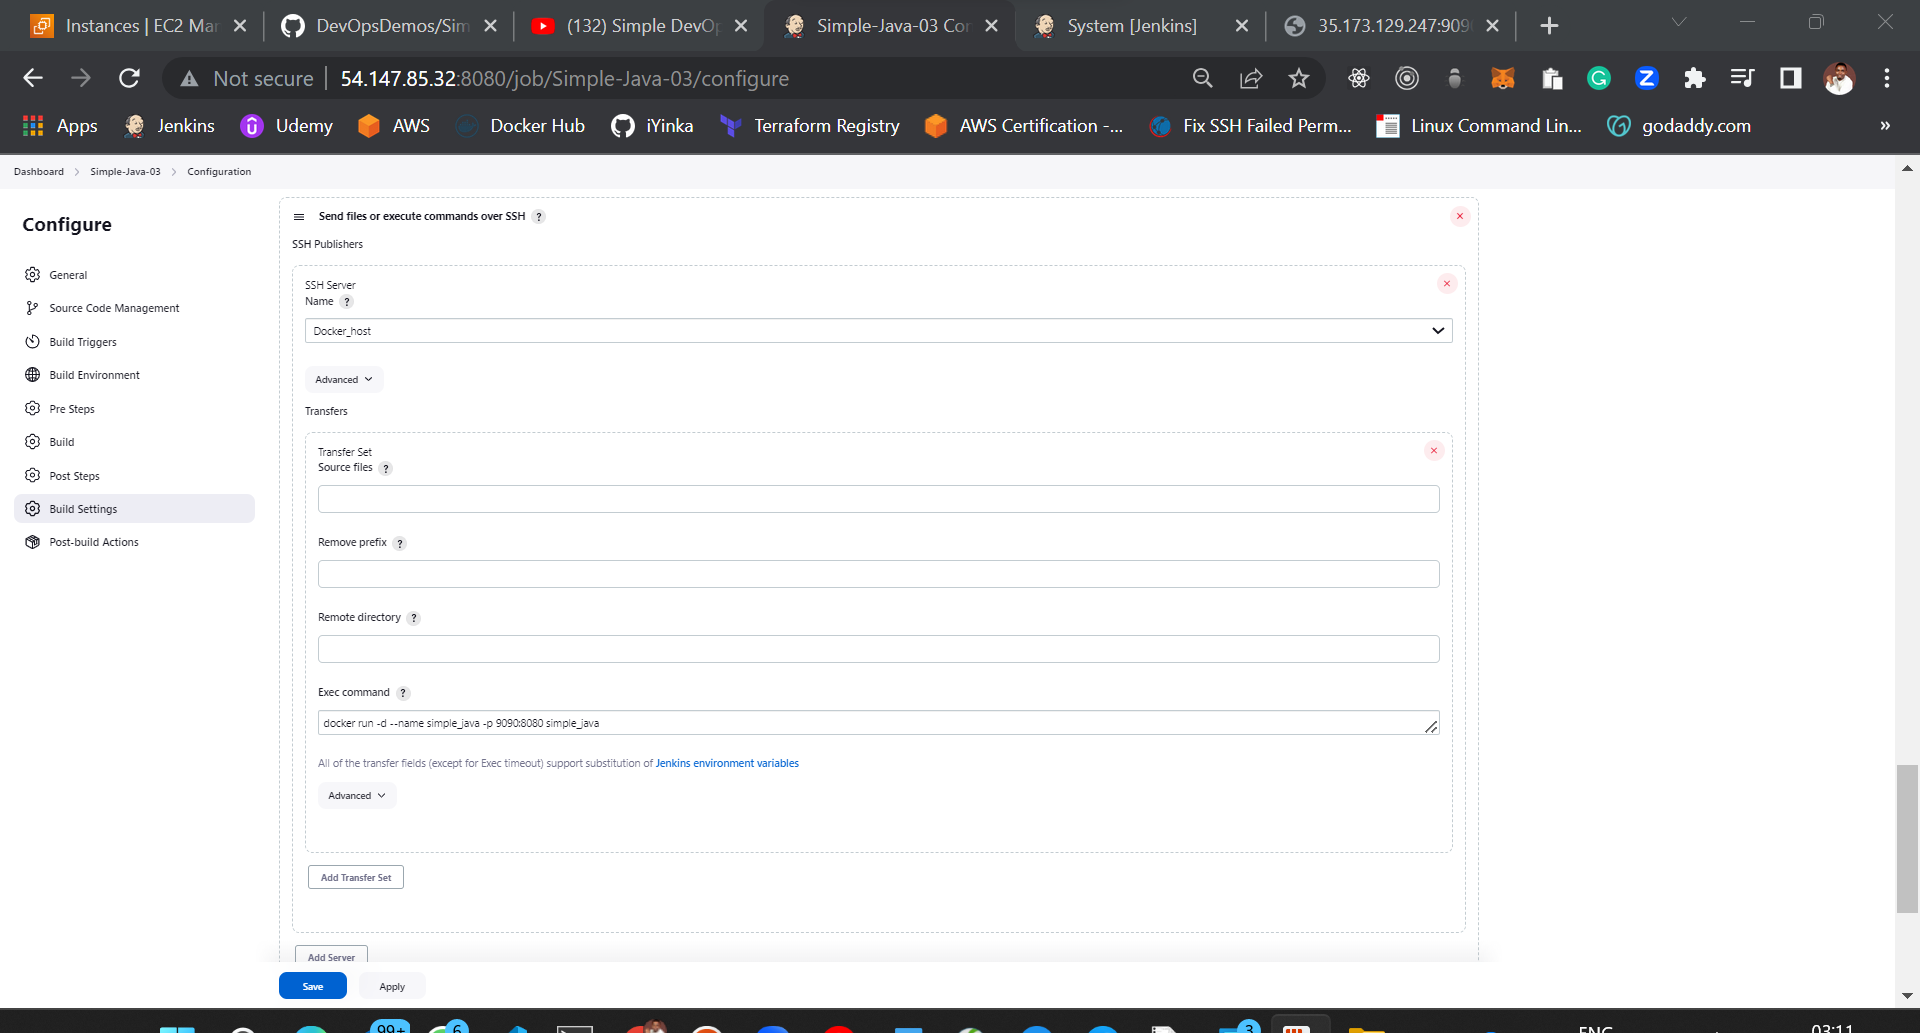 Instances | EC2 Mar
DevOpsDemos/Sim
(132) Simple DevOp
Simple-Java-03 Con
System [Jenkins]
35.173.129.247:909
Not secure
54.147.85.32:8080/job/Simple-Java-03/configure
Apps
Jenkins
Udemy
AWS
Docker Hub
iYinka
Terraform Registry
AWS Certification -...
Fix SSH Failed Perm...
Linux Command Lin...
godaddy.com
»
Dashboard
Simple-Java-03
Configuration
Configure
General
Source Code Management
Build Triggers
Build Environment
Pre Steps
Build
Post Steps
Build Settings
Post-build Actions
Send files or execute commands over SSH ?
SSH Publishers
SSH Server
Name ?
Docker_host
Advanced
Transfers
Transfer Set
Source files ?
Remove prefix ?
Remote directory ?
Exec command ?
docker run -d --name simple_java -p 9090:8080 simple_java
All of the transfer fields (except for Exec timeout) support substitution of Jenkins environment variables
Advanced
Add Transfer Set
Add Server
Save
Apply
99+
6
3
ENG
03:11